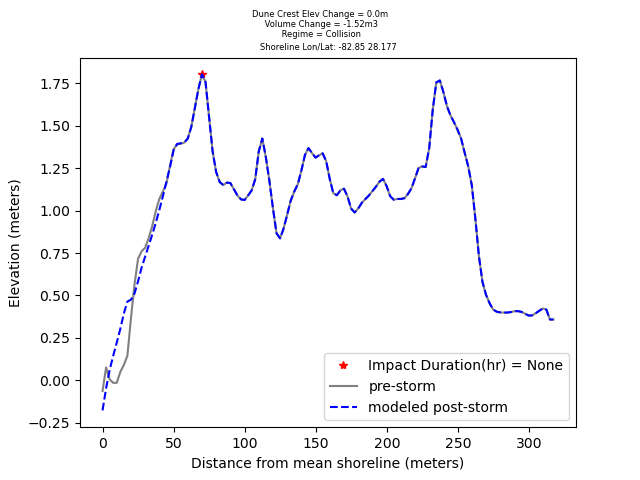 Dune Crest Elev Change = 0.0m
Volume Change = -1.52m3
Regime = Collision
Shoreline Lon/Lat: -82.85 28.177
1.75
1.50
1.25
1.00
0.75
0.50
0.25
0.00
−0.25
Elevation (meters)
Impact Duration(hr) = None
pre-storm
modeled post-storm
0 50 100 150 200 250 300
Distance from mean shoreline (meters)